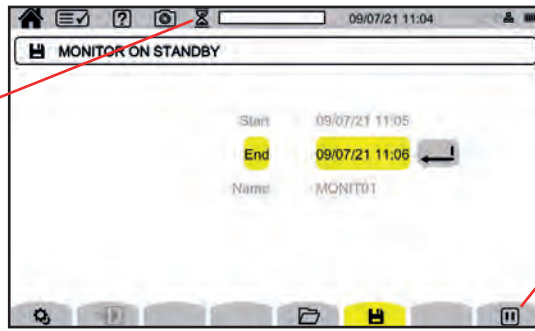 09/07/21 11:04
MONITOR ON STANDBY
Start 09/07/21 11:05
End 09/07/21 11:06
Name MONIT01